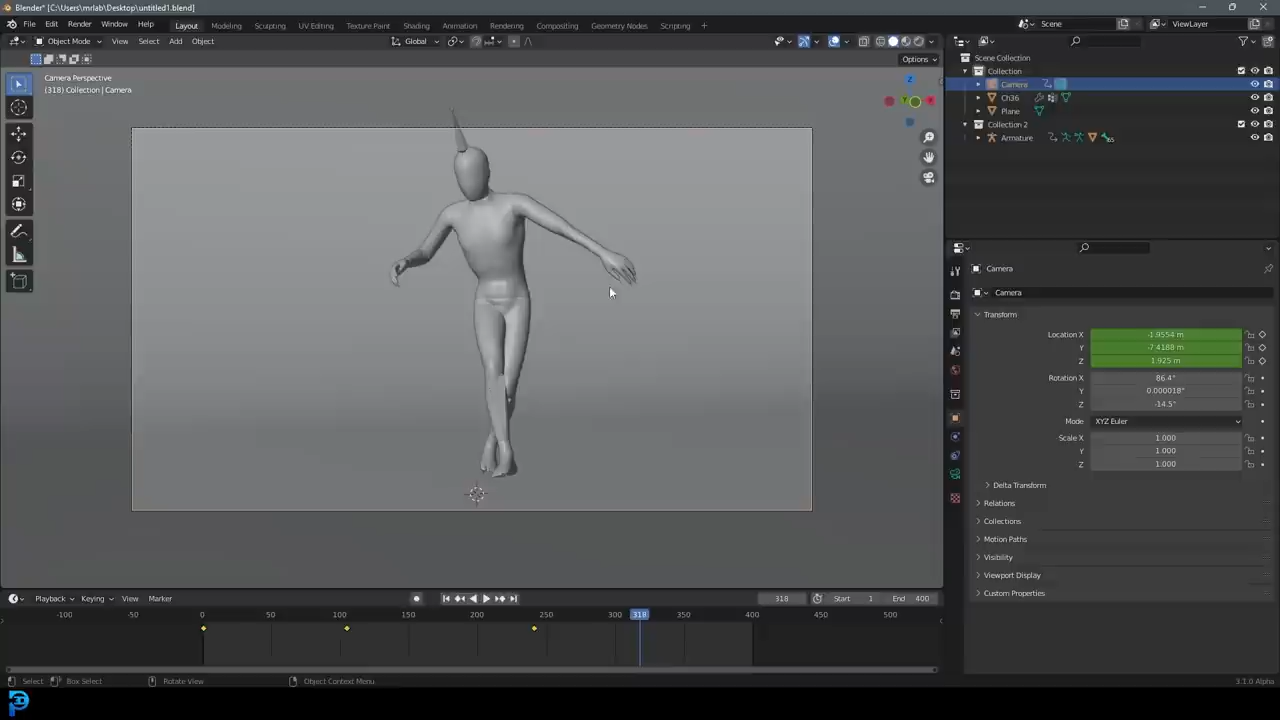 Blender* [C:\Users\mrlab\Desktop\untitled1.blend]
File Edit Render Window Help Layout Modeling Sculpting UV Editing Texture Paint Shading Animation Rendering Compositing Geometry Nodes Scripting + Scene ViewLayer
Object Mode View Select Add Object Global
Options
Camera Perspective
(318) Collection | Camera
Z
Y
Scene Collection
Collection
Camera
Ch36
Plane
Collection 2
Armature
65
Camera
Camera
Transform
Location X -1.9554 m
Y -7.4188 m
Z 1.925 m
Rotation X 86.4°
Y 0.000018°
Z -14.5°
Mode XYZ Euler
Scale X 1.000
Y 1.000
Z 1.000
Delta Transform
Relations
Collections
Motion Paths
Visibility
Viewport Display
Custom Properties
Playback Keying View Marker 318 Start 1 End 400
-100 -50 0 50 100 150 200 250 300 318 350 400 450 500
Select Box Select Rotate View Object Context Menu 3.1.0 Alpha